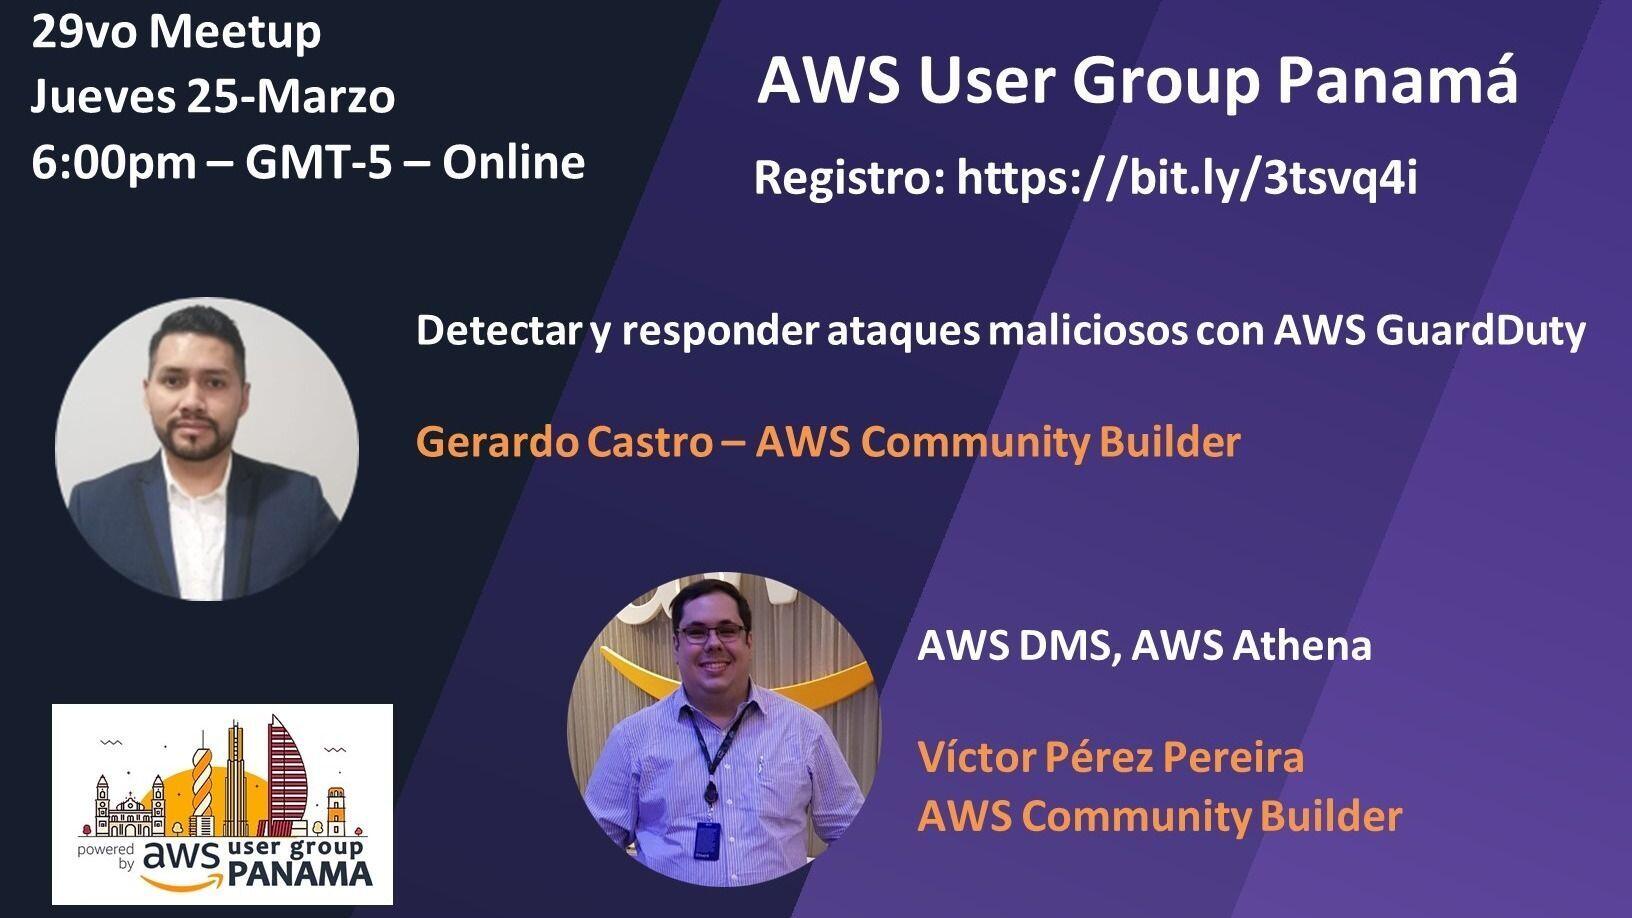 29vo Meetup
Jueves 25-Marzo
6:00pm – GMT-5 – Online
AWS User Group Panamá
Registro: https://bit.ly/3tsvq4i
Detectar y responder ataques maliciosos con AWS GuardDuty
Gerardo Castro – AWS Community Builder
AWS DMS, AWS Athena
Víctor Pérez Pereira
AWS Community Builder
powered by aws user group
PANAMA